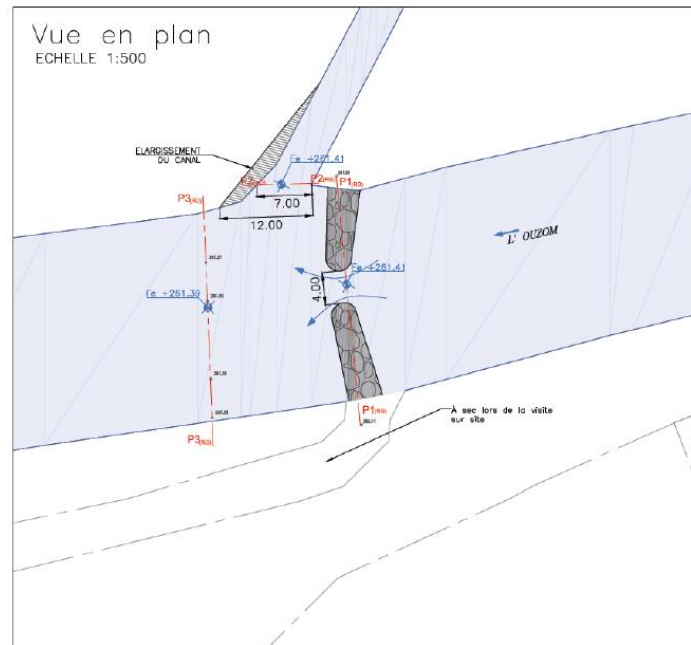 Vue en plan
ECHELLE 1:500
ELARGISSEMENT
DU CANAL
Fe +261.41
P2(RG)
P1(RG)
P3(RG)
7.00
12.00
L' OUZOM
Fe +261.41
4.00
Fe +261.39
P1(RD)
P3(RD)
À sec lors de la visite
sur site